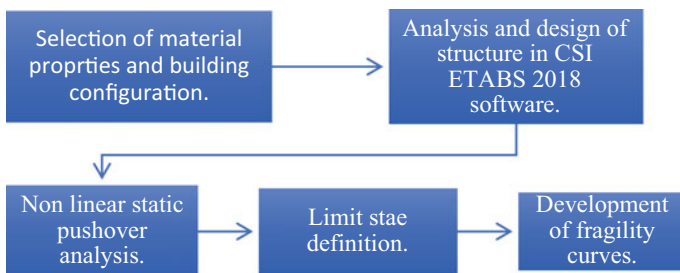 Selection of material
proprties and building
configuration.
Analysis and design of
structure in CSI
ETABS 2018
software.
Non linear static
pushover
analysis.
Limit stae
definition.
Development
of fragility
curves.